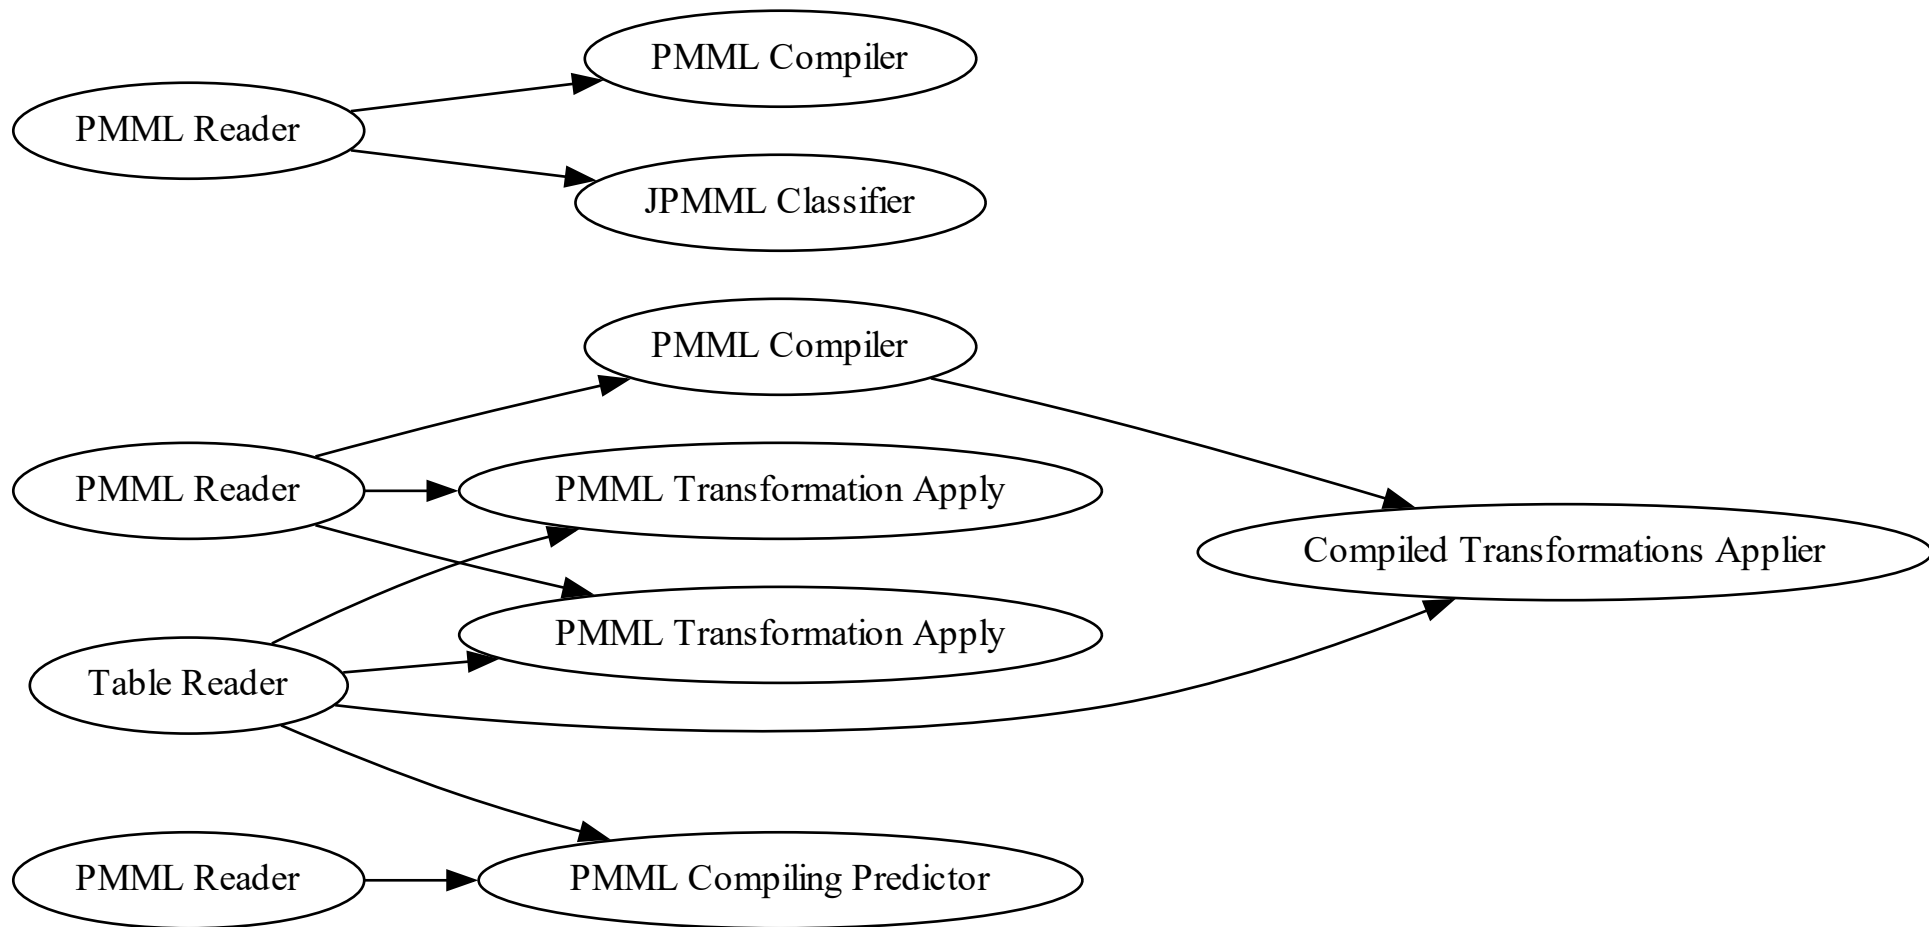 PMML Compiler
PMML Reader
JPMML Classifier
PMML Compiler
PMML Reader
PMML Transformation Apply
Compiled Transformations Applier
PMML Transformation Apply
Table Reader
PMML Reader
PMML Compiling Predictor